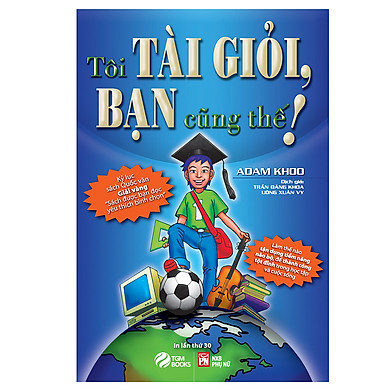 Tôi TÀI GIỎI,
BẠN cũng thế!
ADAM KHOO
Dịch giả:
TRẦN ĐĂNG KHOA
UÔNG XUÂN VY
Kỷ lục
sách Quốc văn
Giải vàng
"Sách được bạn đọc
yêu thích bình chọn"
Làm thế nào
tận dụng tiềm năng
não bộ, để thành công
tột đỉnh trong học tập
và cuộc sống
In lần thứ 30
TGM
BOOKS
PN
NXB
PHỤ NỮ